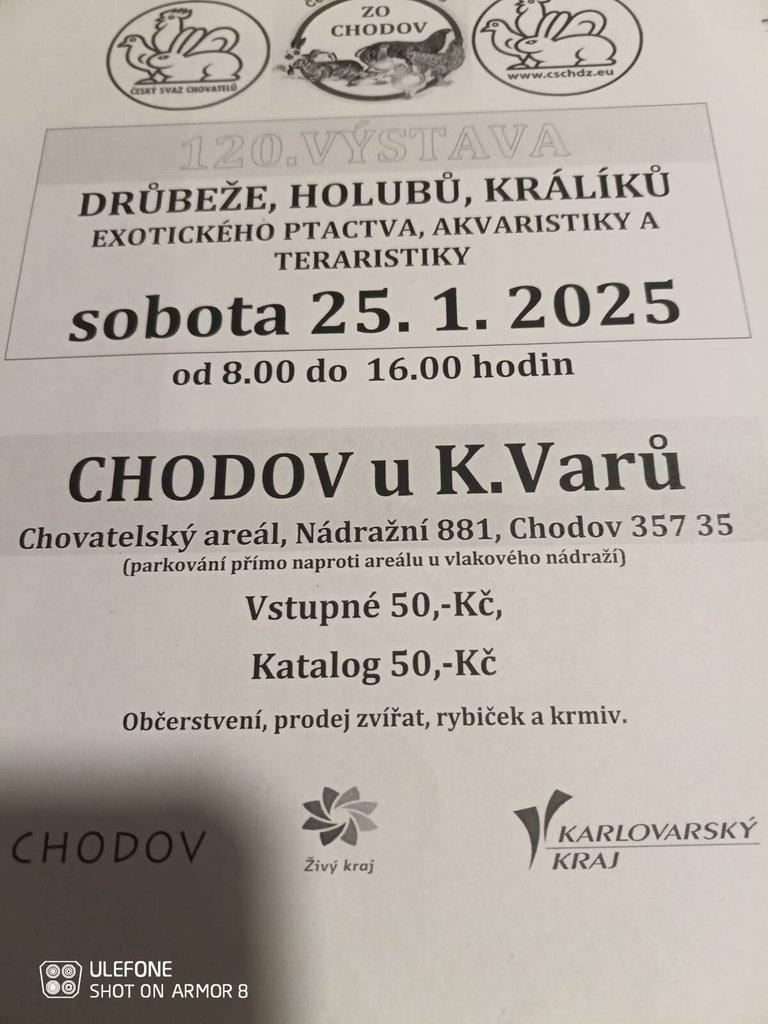 ZO
CHODOV
ČESKÝ SVAZ CHOVATELŮ
www.cschdz.eu
120.VÝSTAVA
DRŮBEŽE, HOLUBŮ, KRÁLÍKŮ
EXOTICKÉHO PTACTVA, AKVARISTIKY A
TERARISTIKY
sobota 25. 1. 2025
od 8.00 do 16.00 hodin
CHODOV u K.Varů
Chovatelský areál, Nádražní 881, Chodov 357 35
(parkování přímo naproti areálu u vlakového nádraží)
Vstupné 50,-Kč,
Katalog 50,-Kč
Občerstvení, prodej zvířat, rybiček a krmiv.
CHODOV
Živý kraj
KARLOVARSKÝ
KRAJ
ULEFONE
SHOT ON ARMOR 8